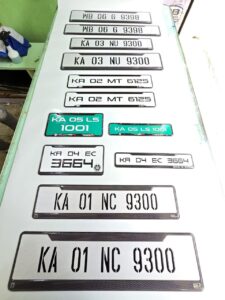 MB 06 G 9398
MB 06 G 9398
KA 03 NU 9300
KA 03 NU 9300
KA 02 MT 6125
KA 02 MT 6125
KA 05 LS
1001
KA 05 LS 1001
KA 04 EC
3664
KA 04 EC 3664
KA 01 NC 9300
KA 01 NC 9300